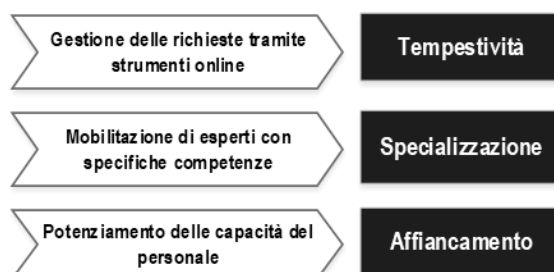 Gestione delle richieste tramite
strumenti online
Tempestività
Mobilitazione di esperti con
specifiche competenze
Specializzazione
Potenziamento delle capacità del
personale
Affiancamento